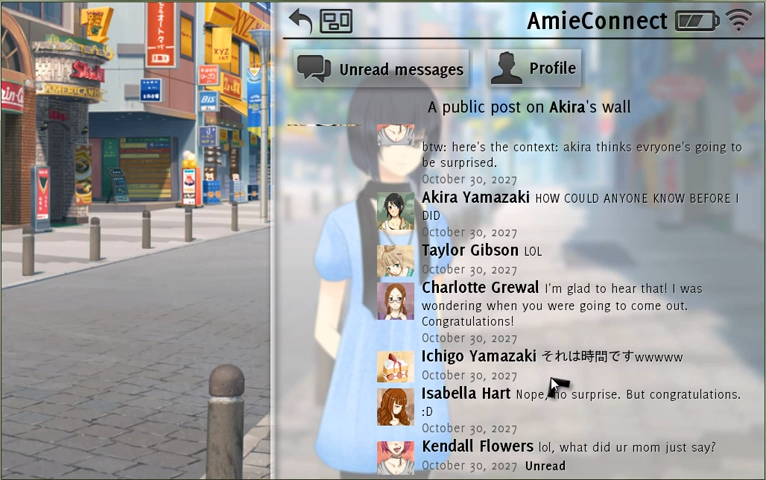 AmieConnect
Unread messages
Profile
A public post on Akira's wall
btw: here's the context: akira thinks evryone's going to
be surprised.
October 30, 2027
Akira Yamazaki HOW COULD ANYONE KNOW BEFORE I
DID
October 30, 2027
Taylor Gibson LOL
October 30, 2027
Charlotte Grewal I'm glad to hear that! I was
wondering when you were going to come out.
Congratulations!
October 30, 2027
Ichigo Yamazaki それは時間ですwwwww
October 30, 2027
Isabella Hart Nope, no surprise. But congratulations.
:D
October 30, 2027
Kendall Flowers lol, what did ur mom just say?
October 30, 2027 Unread
XYZ
AMERICAN